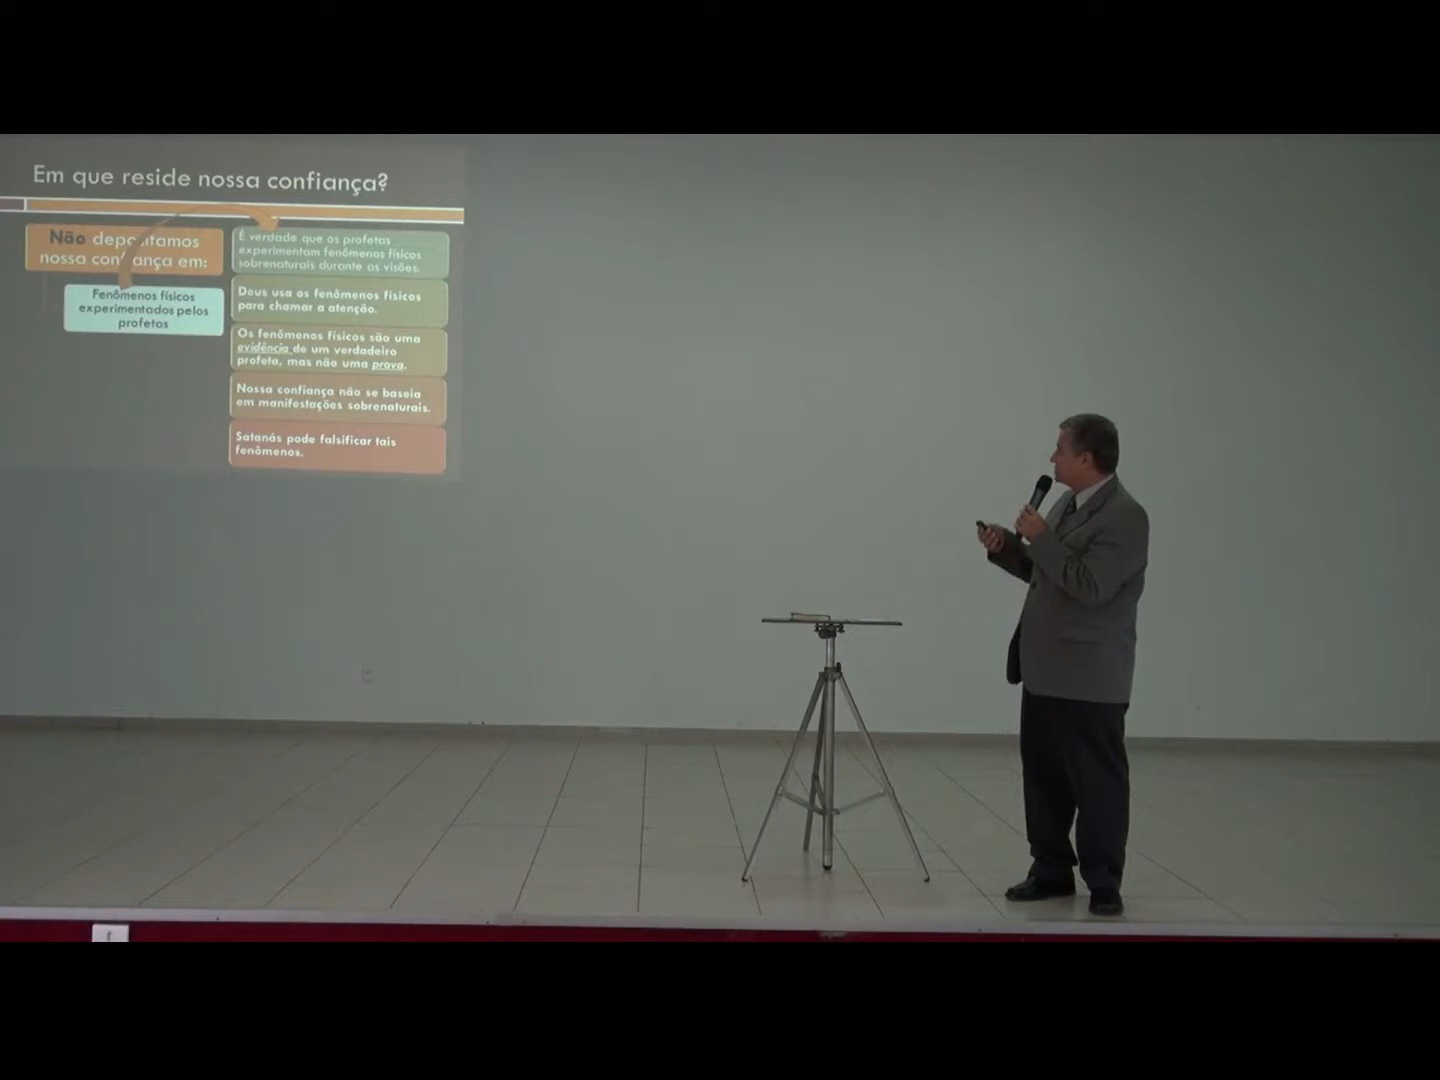 Em que reside nossa confiança?
Não depositamos
nossa confiança em:
Fenômenos físicos
experimentados pelos
profetas
É verdade que os profetas
experimentam fenômenos físicos
sobrenaturais durante as visões.
Deus usa os fenômenos físicos
para chamar a atenção.
Os fenômenos físicos são uma
evidência de um verdadeiro
profeta, mas não uma prova.
Nossa confiança não se baseia
em manifestações sobrenaturais.
Satanás pode falsificar tais
fenômenos.